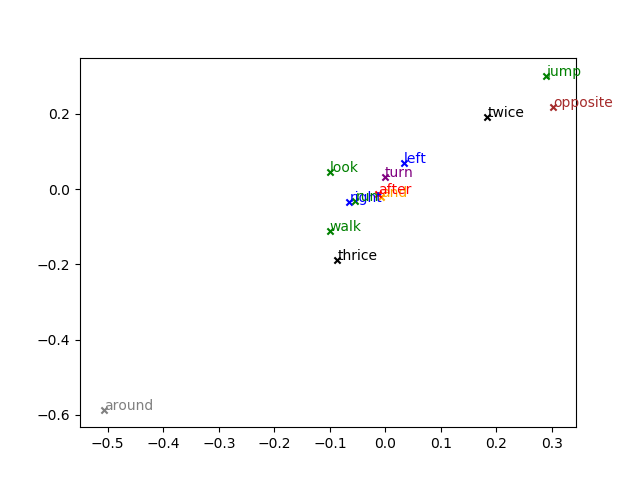 jump
opposite
twice
left
look
turn
after
and
right
walk
thrice
around
0.2
0.0
−0.2
−0.4
−0.6
−0.5 −0.4 −0.3 −0.2 −0.1 0.0 0.1 0.2 0.3